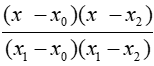 (x - x₀)(x - x₂)
(x₁ - x₀)(x₁ - x₂)